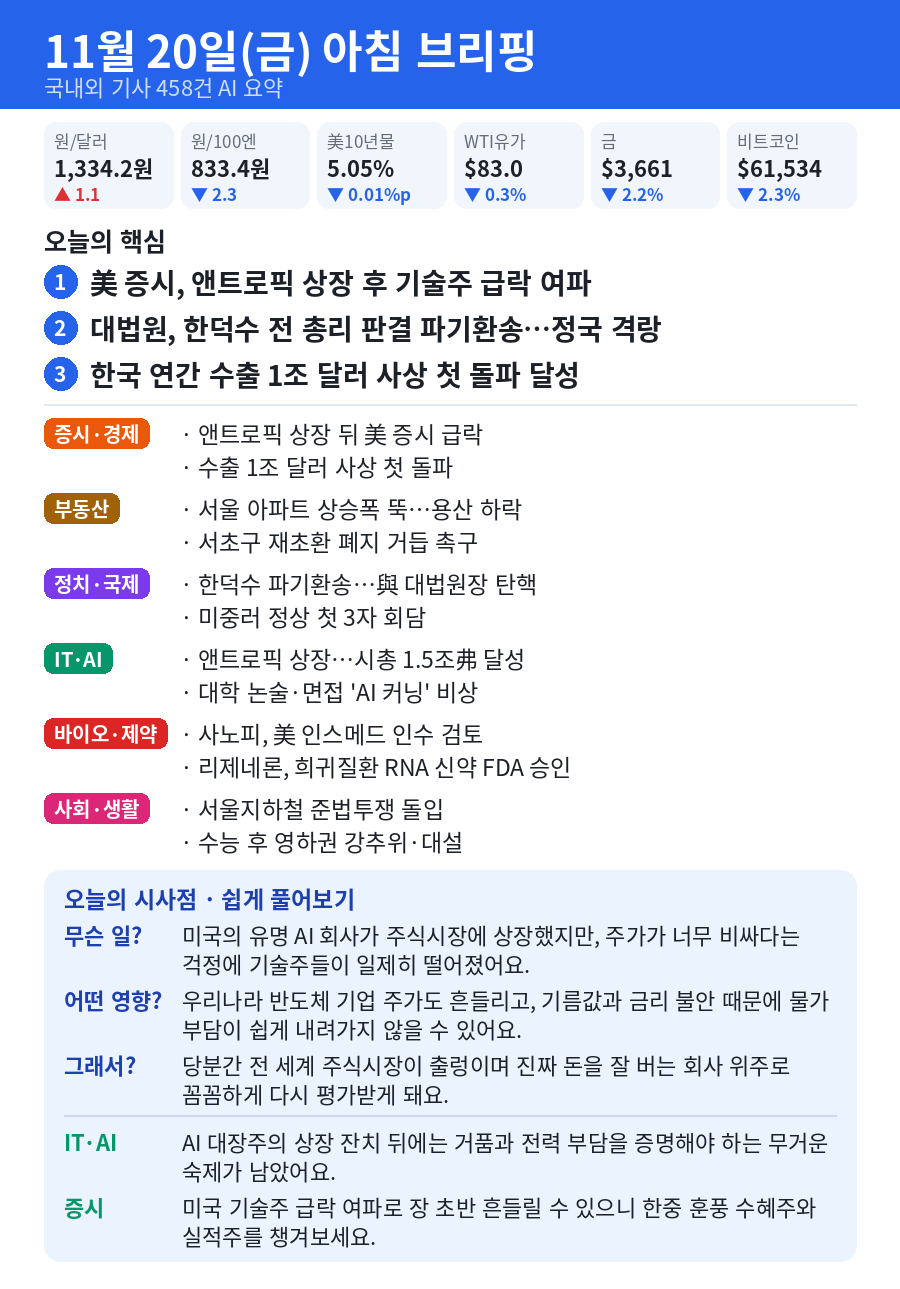 11월 20일(금) 아침 브리핑
국내외 기사 458건 AI 요약
원/달러
1,334.2원
▲ 1.1
원/100엔
833.4원
▼ 2.3
美10년물
5.05%
▼ 0.01%p
WTI유가
$83.0
▼ 0.3%
금
$3,661
▼ 2.2%
비트코인
$61,534
▼ 2.3%
오늘의 핵심
1 美 증시, 앤트로픽 상장 후 기술주 급락 여파
2 대법원, 한덕수 전 총리 판결 파기환송…정국 격랑
3 한국 연간 수출 1조 달러 사상 첫 돌파 달성
증시·경제
· 앤트로픽 상장 뒤 美 증시 급락
· 수출 1조 달러 사상 첫 돌파
부동산
· 서울 아파트 상승폭 뚝…용산 하락
· 서초구 재초환 폐지 거듭 촉구
정치·국제
· 한덕수 파기환송…與 대법원장 탄핵
· 미중러 정상 첫 3자 회담
IT·AI
· 앤트로픽 상장…시총 1.5조弗 달성
· 대학 논술·면접 'AI 커닝' 비상
바이오·제약
· 사노피, 美 인스메드 인수 검토
· 리제네론, 희귀질환 RNA 신약 FDA 승인
사회·생활
· 서울지하철 준법투쟁 돌입
· 수능 후 영하권 강추위·대설
오늘의 시사점 · 쉽게 풀어보기
무슨 일?
미국의 유명 AI 회사가 주식시장에 상장했지만, 주가가 너무 비싸다는
걱정에 기술주들이 일제히 떨어졌어요.
어떤 영향?
우리나라 반도체 기업 주가도 흔들리고, 기름값과 금리 불안 때문에 물가
부담이 쉽게 내려가지 않을 수 있어요.
그래서?
당분간 전 세계 주식시장이 출렁이며 진짜 돈을 잘 버는 회사 위주로
꼼꼼하게 다시 평가받게 돼요.
IT·AI
AI 대장주의 상장 잔치 뒤에는 거품과 전력 부담을 증명해야 하는 무거운
숙제가 남았어요.
증시
미국 기술주 급락 여파로 장 초반 흔들릴 수 있으니 한중 훈풍 수혜주와
실적주를 챙겨보세요.